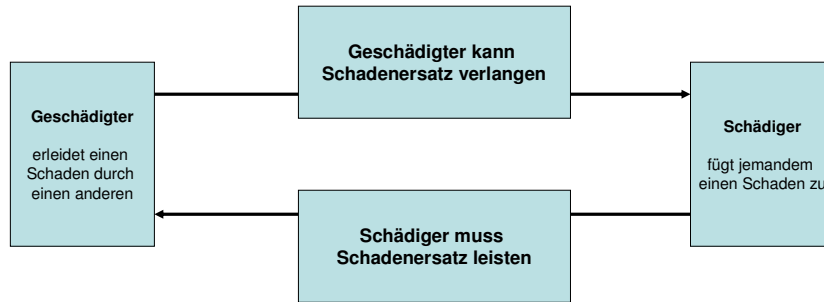 Geschädigter kann
Schadenersatz verlangen
Geschädigter
erleidet einen
Schaden durch
einen anderen
Schädiger
fügt jemandem
einen Schaden zu
Schädiger muss
Schadenersatz leisten